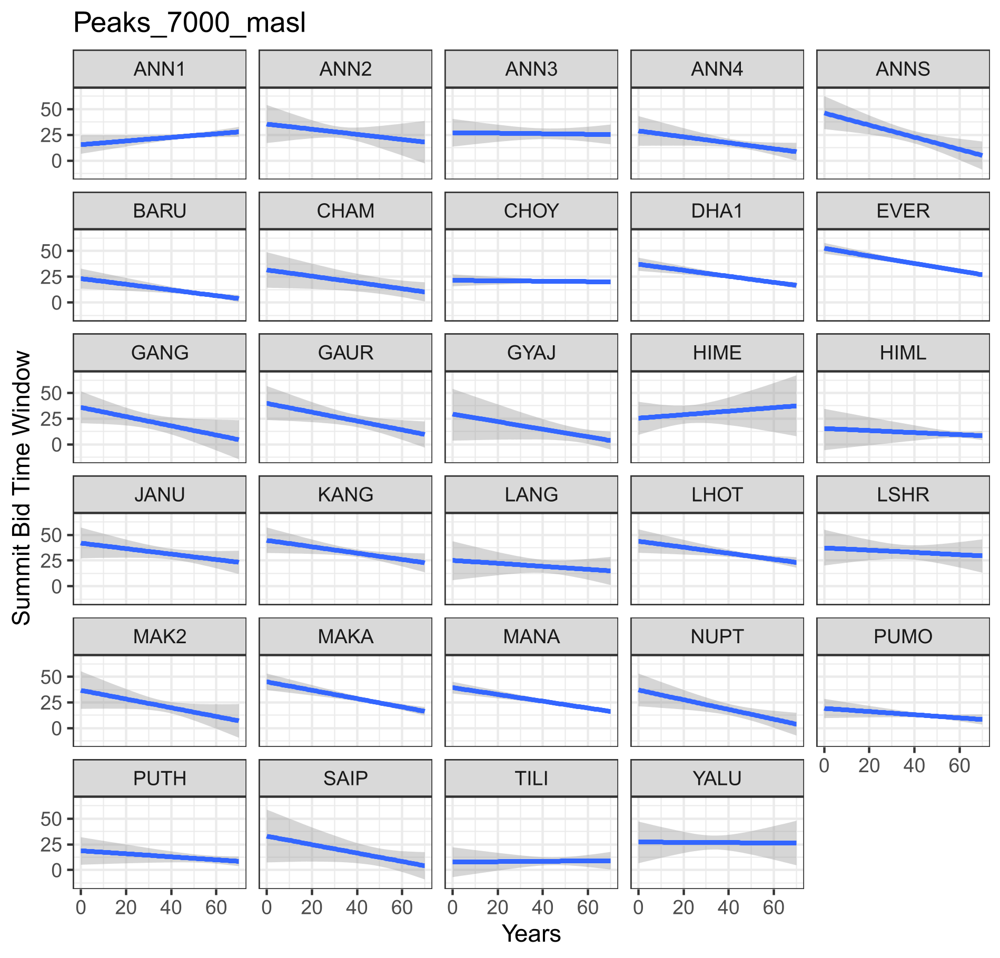 Peaks_7000_masl
ANN1 ANN2 ANN3 ANN4 ANNS
50
25
0
BARU CHAM CHOY DHA1 EVER
50
25
0
GANG GAUR GYAJ HIME HIML
50
25
0
Summit Bid Time Window
JANU KANG LANG LHOT LSHR
50
25
0
MAK2 MAKA MANA NUPT PUMO
50
25
0
0 20 40 60
PUTH SAIP TILI YALU
50
25
0
0 20 40 60 0 20 40 60 0 20 40 60 0 20 40 60
Years